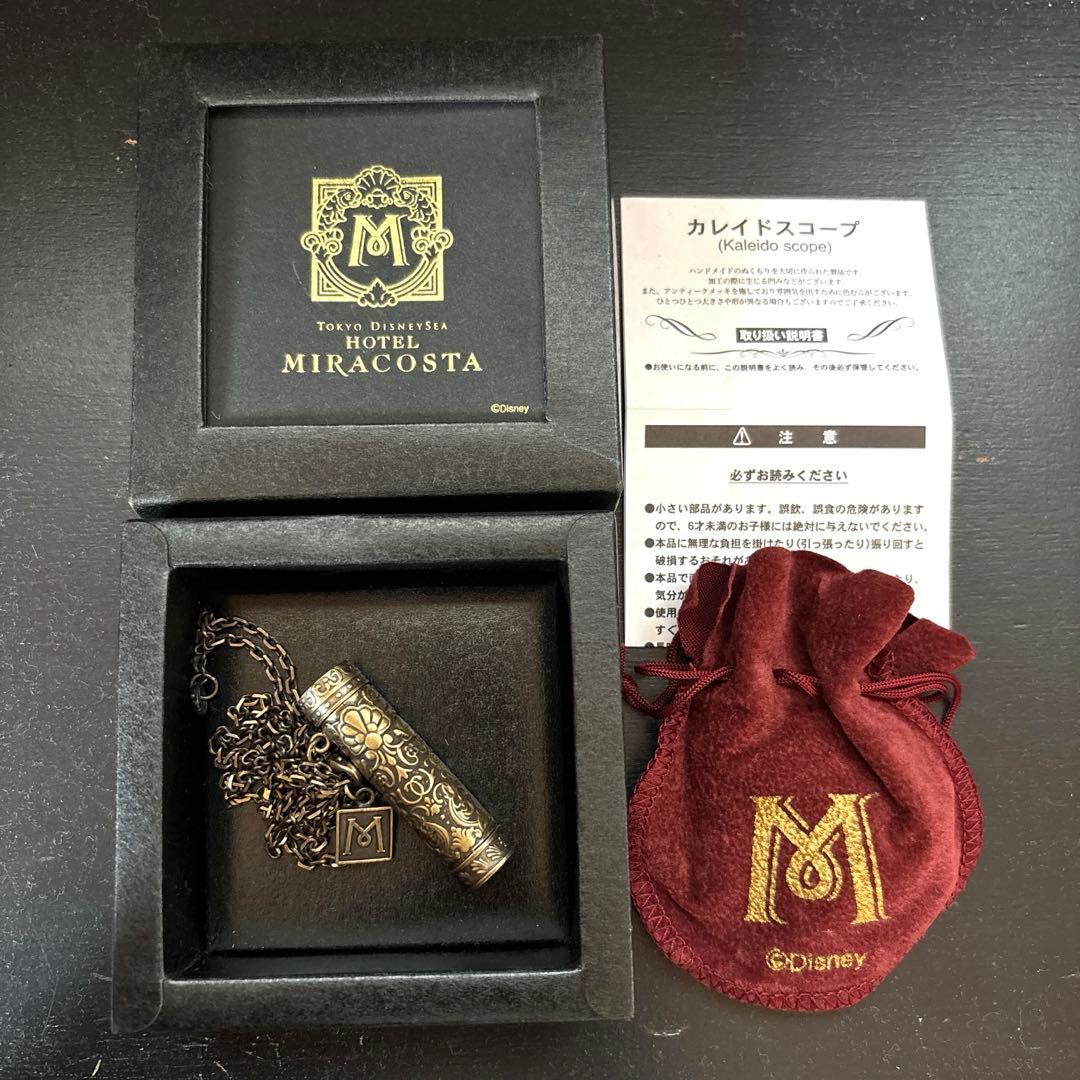 M
TOKYO DISNEYSEA
HOTEL
MIRACOSTA
©Disney
カレイドスコープ
(Kaleido scope)
ハンドメイドのぬくもりを大切に作られた製品です。
加工の際に生じる凹みなどがございます。
また、アンティークメッキを施しており雰囲気を出すために色むらがございます。
ひとつひとつ大きさや形が異なる場合もございますのでご了承ください。
取り扱い説明書
●お使いになる前に、この説明書をよく読み、その後必ず保管してください。
注 意
必ずお読みください
●小さい部品があります。誤飲、誤食の危険があります
ので、6才未満のお子様には絶対に与えないでください。
●本品に無理な負担を掛けたり(引っ張ったり)振り回すと
破損するおそれが
●本品で
たり、
気分が
●使用
すぐ
M
M
©Disney